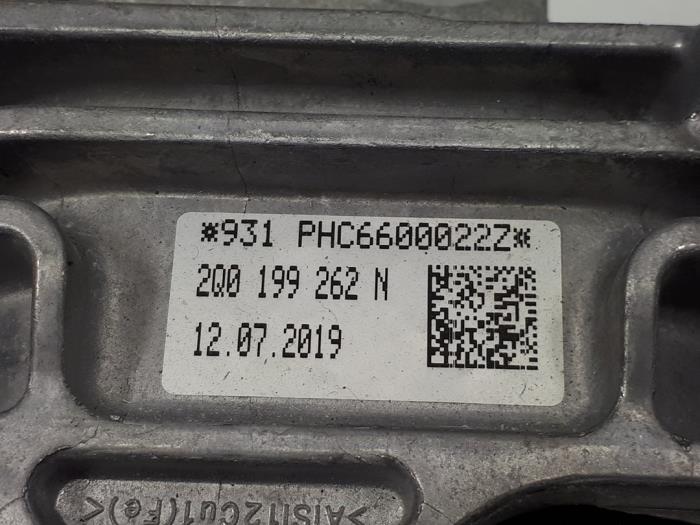 *931 PHC6600022Z*
2Q0 199 262 N
12.07.2019
>AlSi12Cu1(Fe)<